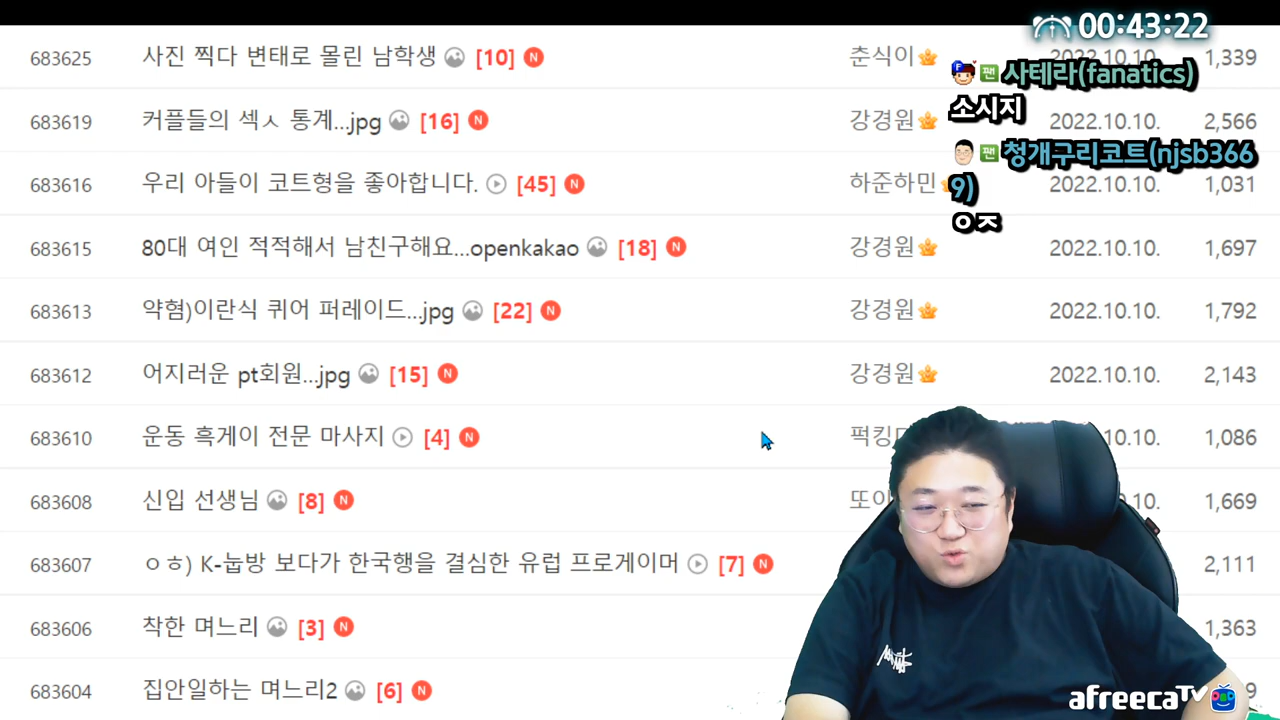 00:43:22
683625 사진 찍다 변태로 몰린 남학생 [10] N 춘식이 2022.10.10. 1,339
팬 사테라(fanatics)
소시지
683619 커플들의 섹ㅅ 통계...jpg [16] N 강경원 2022.10.10. 2,566
팬 청개구리코트(njsb366
9)
ㅇㅈ
683616 우리 아들이 코트형을 좋아합니다. [45] N 하준하민 2022.10.10. 1,031
683615 80대 여인 적적해서 남친구해요...openkakao [18] N 강경원 2022.10.10. 1,697
683613 약혐)이란식 퀴어 퍼레이드...jpg [22] N 강경원 2022.10.10. 1,792
683612 어지러운 pt회원...jpg [15] N 강경원 2022.10.10. 2,143
683610 운동 흑게이 전문 마사지 [4] N 퍽킹 10.10. 1,086
683608 신입 선생님 [8] N 또이 10. 1,669
683607 ㅇㅎ) K-눕방 보다가 한국행을 결심한 유럽 프로게이머 [7] N 2,111
683606 착한 며느리 [3] N 1,363
683604 집안일하는 며느리2 [6] N 9
afreecaTV